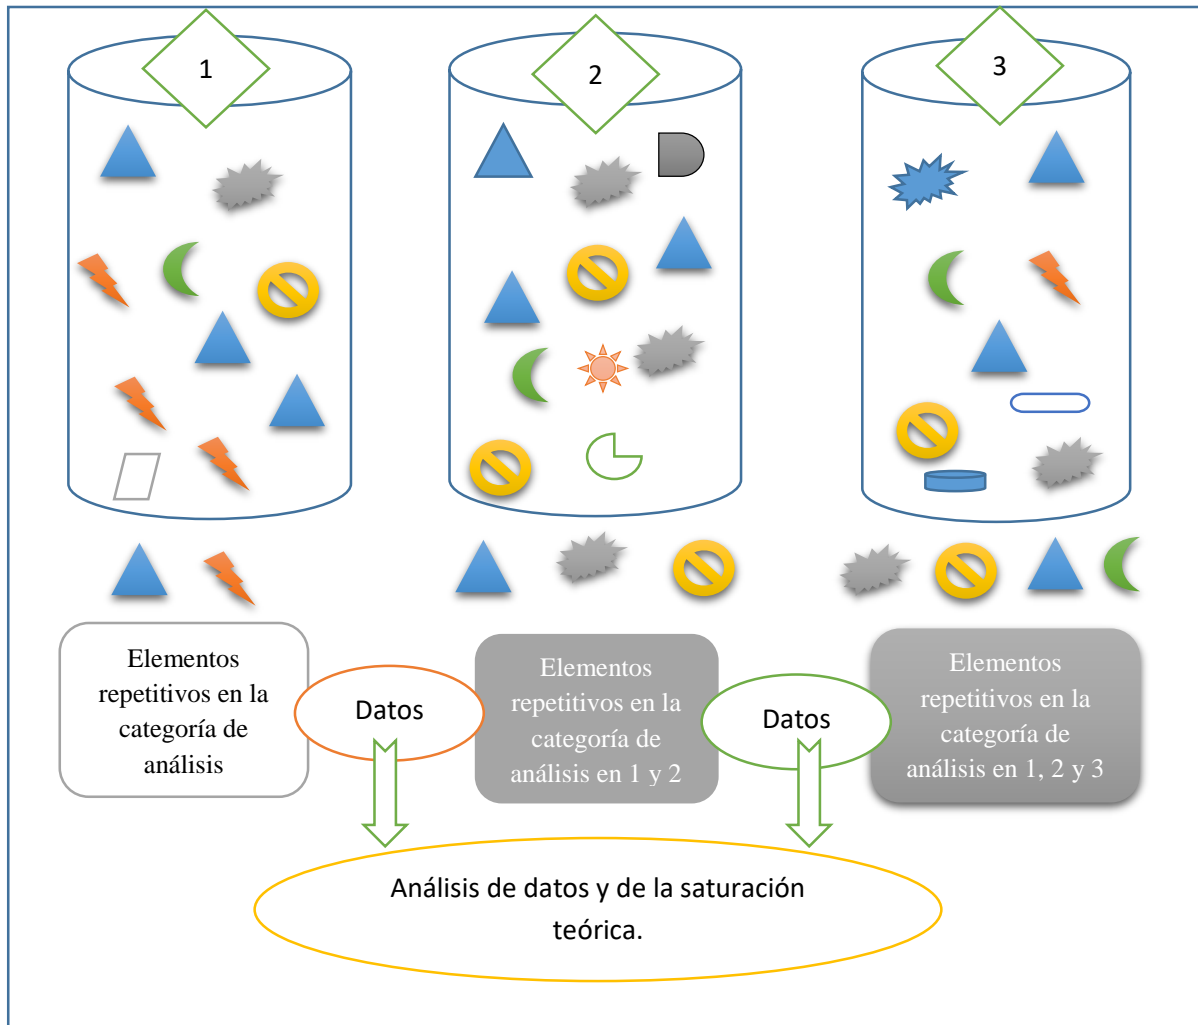 1
2
3
Elementos
repetitivos en la
categoría de
análisis
Datos
Elementos
repetitivos en la
categoría de
análisis en 1 y 2
Datos
Elementos
repetitivos en la
categoría de
análisis en 1, 2 y 3
Análisis de datos y de la saturación
teórica.